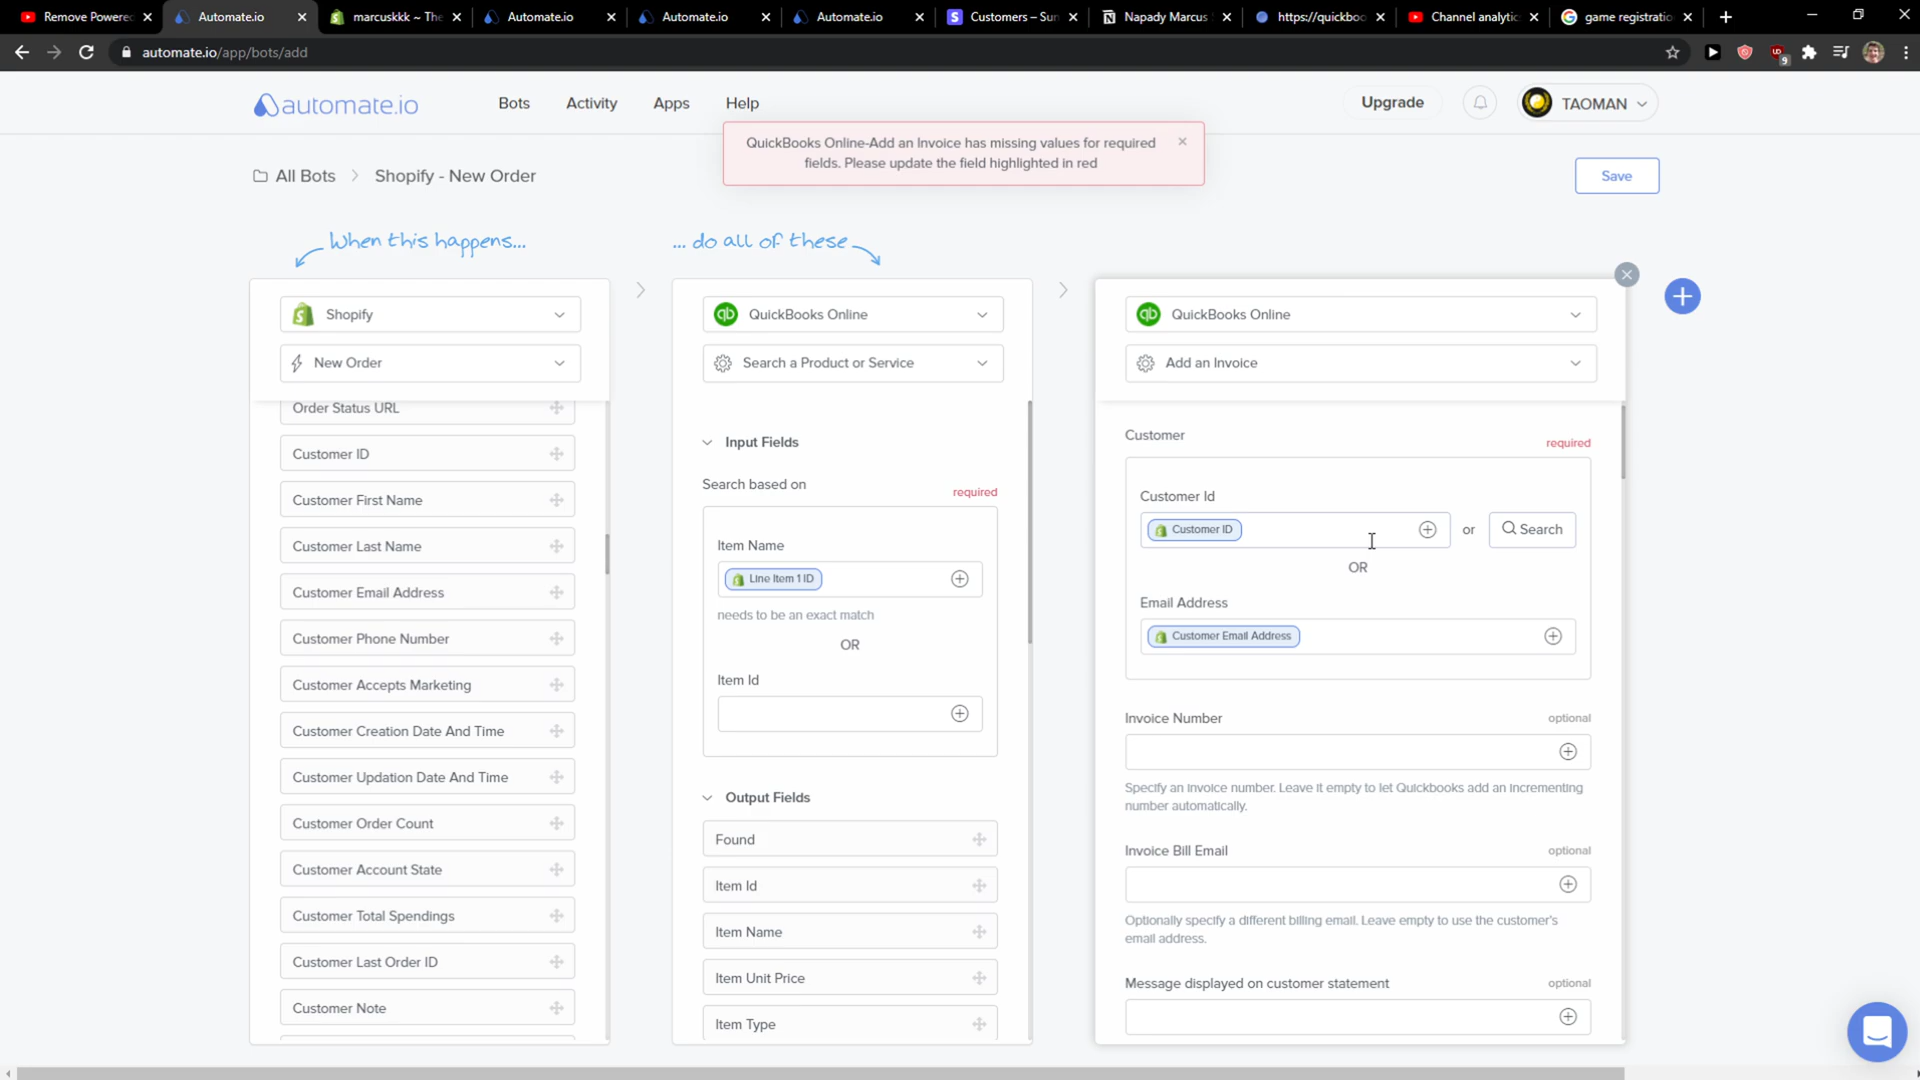 Remove Powered
Automate.io
marcuskkk ~ The
Automate.io
Automate.io
Automate.io
Customers – Sun
Napady Marcus
https://quickboo
Channel analytic
game registratio
automate.io/app/bots/add
9
automate.io
Bots
Activity
Apps
Help
Upgrade
TAOMAN
QuickBooks Online-Add an Invoice has missing values for required
fields. Please update the field highlighted in red
All Bots
Shopify - New Order
Save
When this happens...
... do all of these
Shopify
New Order
Order Status URL
Customer ID
Customer First Name
Customer Last Name
Customer Email Address
Customer Phone Number
Customer Accepts Marketing
Customer Creation Date And Time
Customer Updation Date And Time
Customer Order Count
Customer Account State
Customer Total Spendings
Customer Last Order ID
Customer Note
QuickBooks Online
Search a Product or Service
Input Fields
Search based on
required
Item Name
Line Item 1 ID
needs to be an exact match
OR
Item Id
Output Fields
Found
Item Id
Item Name
Item Unit Price
Item Type
QuickBooks Online
Add an Invoice
Customer
required
Customer Id
Customer ID
or
Search
OR
Email Address
Customer Email Address
Invoice Number
optional
Specify an invoice number. Leave it empty to let Quickbooks add an incrementing
number automatically.
Invoice Bill Email
optional
Optionally specify a different billing email. Leave empty to use the customer's
email address.
Message displayed on customer statement
optional